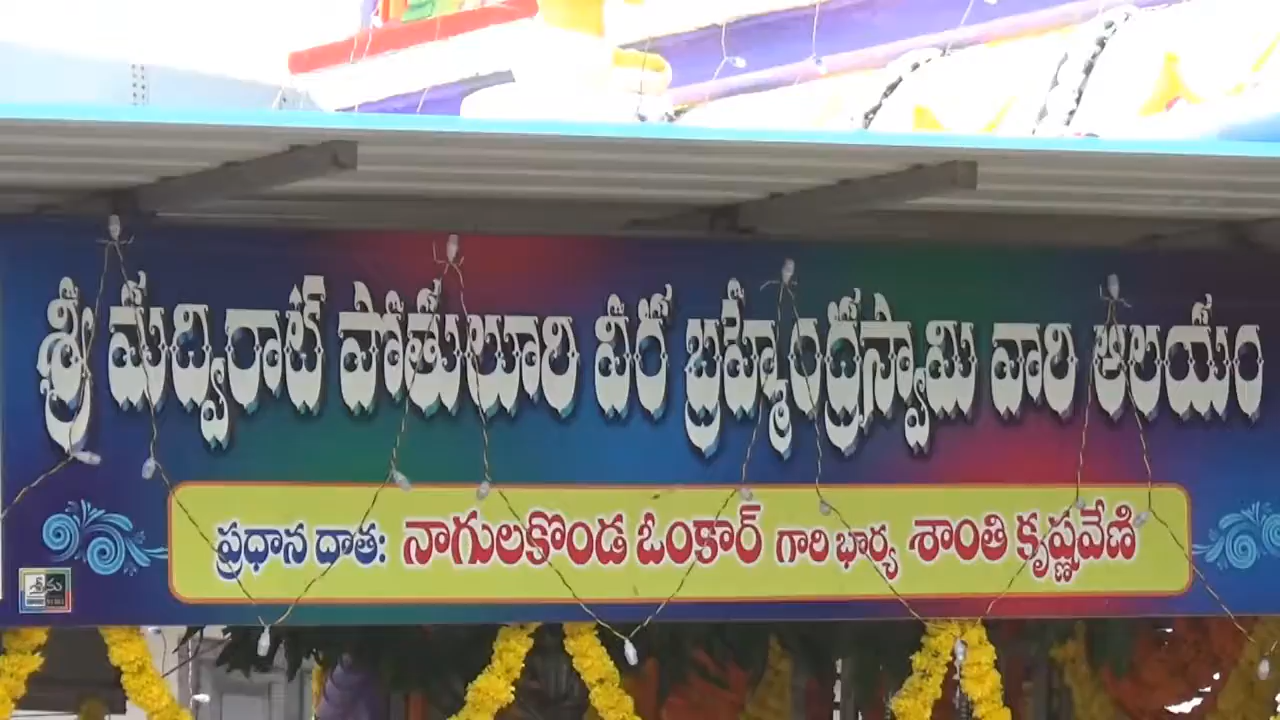 శ్రీ మద్విరాట్ పోతులూరి వీర బ్రహ్మేంద్రస్వామి వారి ఆలయం
ప్రధాన దాత: నాగులకొండ ఓంకార్ గారి భార్య శాంతి కృష్ణవేణి